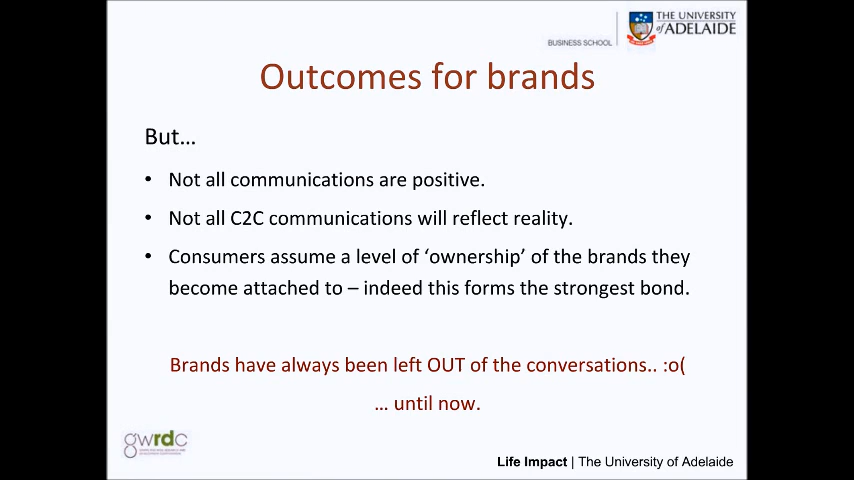 THE UNIVERSITY
of ADELAIDE
BUSINESS SCHOOL
Outcomes for brands
But…
• Not all communications are positive.
• Not all C2C communications will reflect reality.
• Consumers assume a level of ‘ownership’ of the brands they
become attached to – indeed this forms the strongest bond.
Brands have always been left OUT of the conversations.. :o(
… until now.
gwrdc
Life Impact | The University of Adelaide